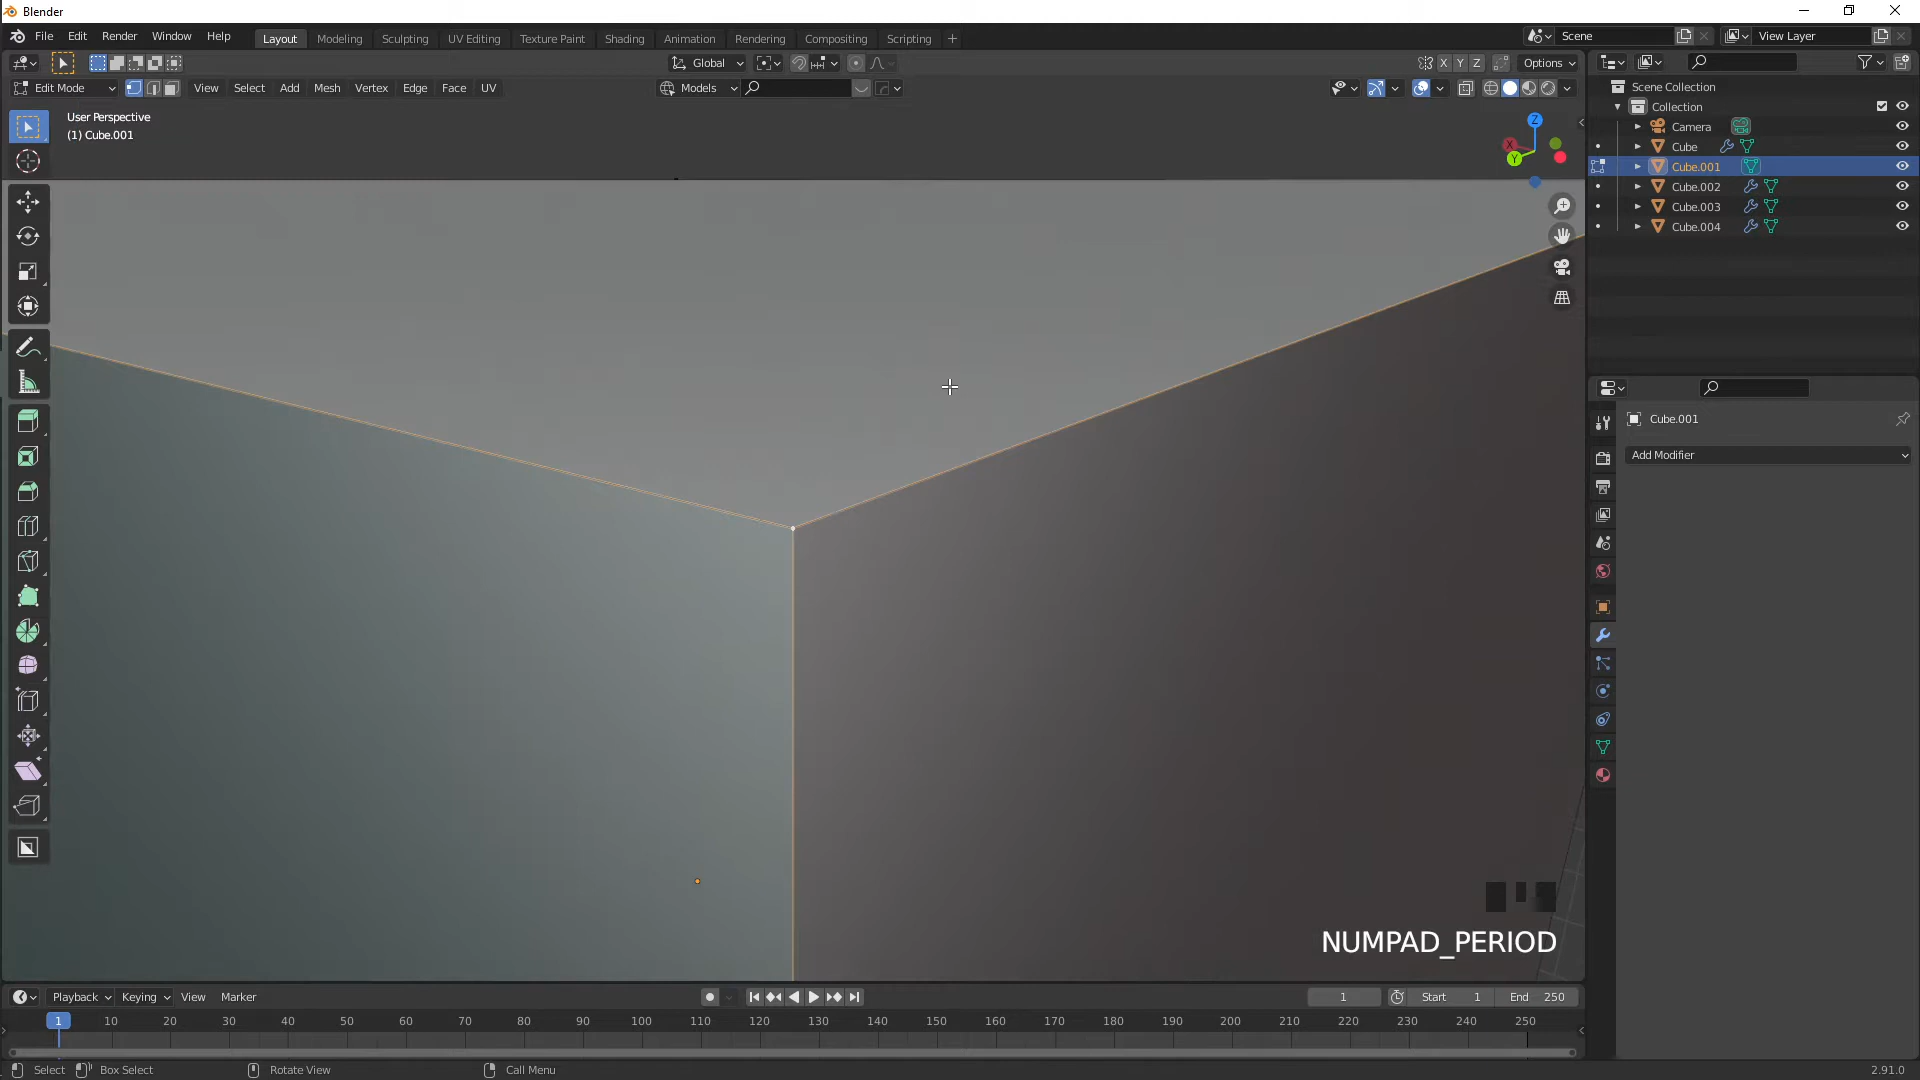 Blender
File Edit Render Window Help
Layout Modeling Sculpting UV Editing Texture Paint Shading Animation Rendering Compositing Scripting +
Scene
View Layer
Global
X Y Z
Options
Edit Mode
View Select Add Mesh Vertex Edge Face UV
Models
User Perspective
(1) Cube.001
Z
X
Y
Scene Collection
Collection
Camera
Cube
Cube.001
Cube.002
Cube.003
Cube.004
Cube.001
Add Modifier
NUMPAD_PERIOD
Playback Keying View Marker
1
Start 1
End 250
1 10 20 30 40 50 60 70 80 90 100 110 120 130 140 150 160 170 180 190 200 210 220 230 240 250
Select Box Select Rotate View Call Menu
2.91.0